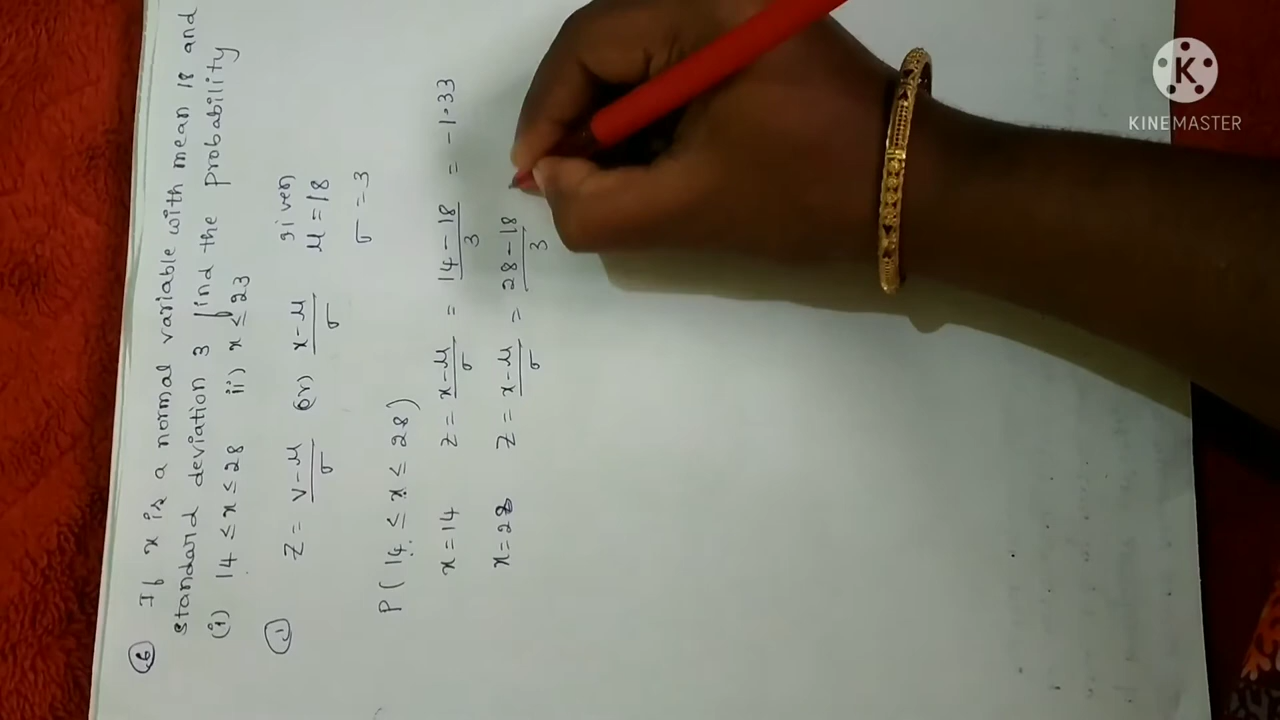 (6) If x is a normal variable with mean 18 and
standard deviation 3 find the probability
(i) 14 ≤ x ≤ 28 ii) x ≤ 23
(1) Z = v-μ/σ (or) x-μ/σ given μ = 18
σ = 3
P( 14 ≤ x ≤ 28 )
x = 14 z = x-μ/σ = 14-18/3 = -1.33
x = 28 z = x-μ/σ = 28-18/3
K
KINEMASTER